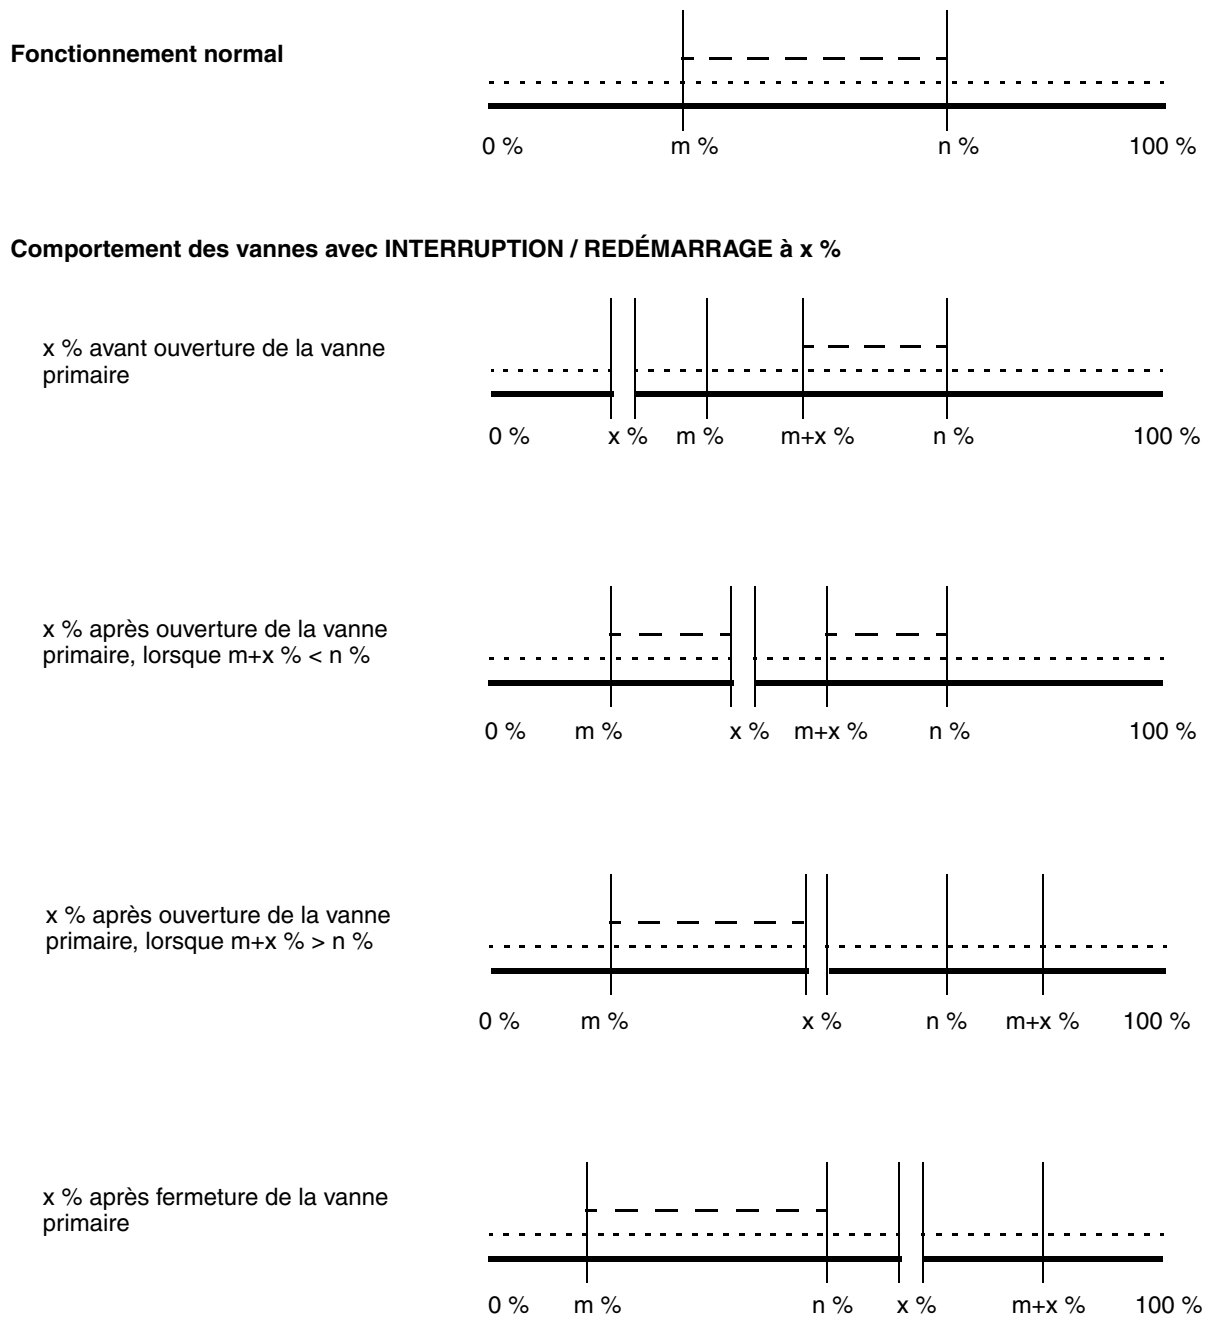 Fonctionnement normal
0 % m % n % 100 %
Comportement des vannes avec INTERRUPTION / REDÉMARRAGE à x %
x % avant ouverture de la vanne
primaire
0 % x % m % m+x % n % 100 %
x % après ouverture de la vanne
primaire, lorsque m+x % < n %
0 % m % x % m+x % n % 100 %
x % après ouverture de la vanne
primaire, lorsque m+x % > n %
0 % m % x % n % m+x % 100 %
x % après fermeture de la vanne
primaire
0 % m % n % x % m+x % 100 %